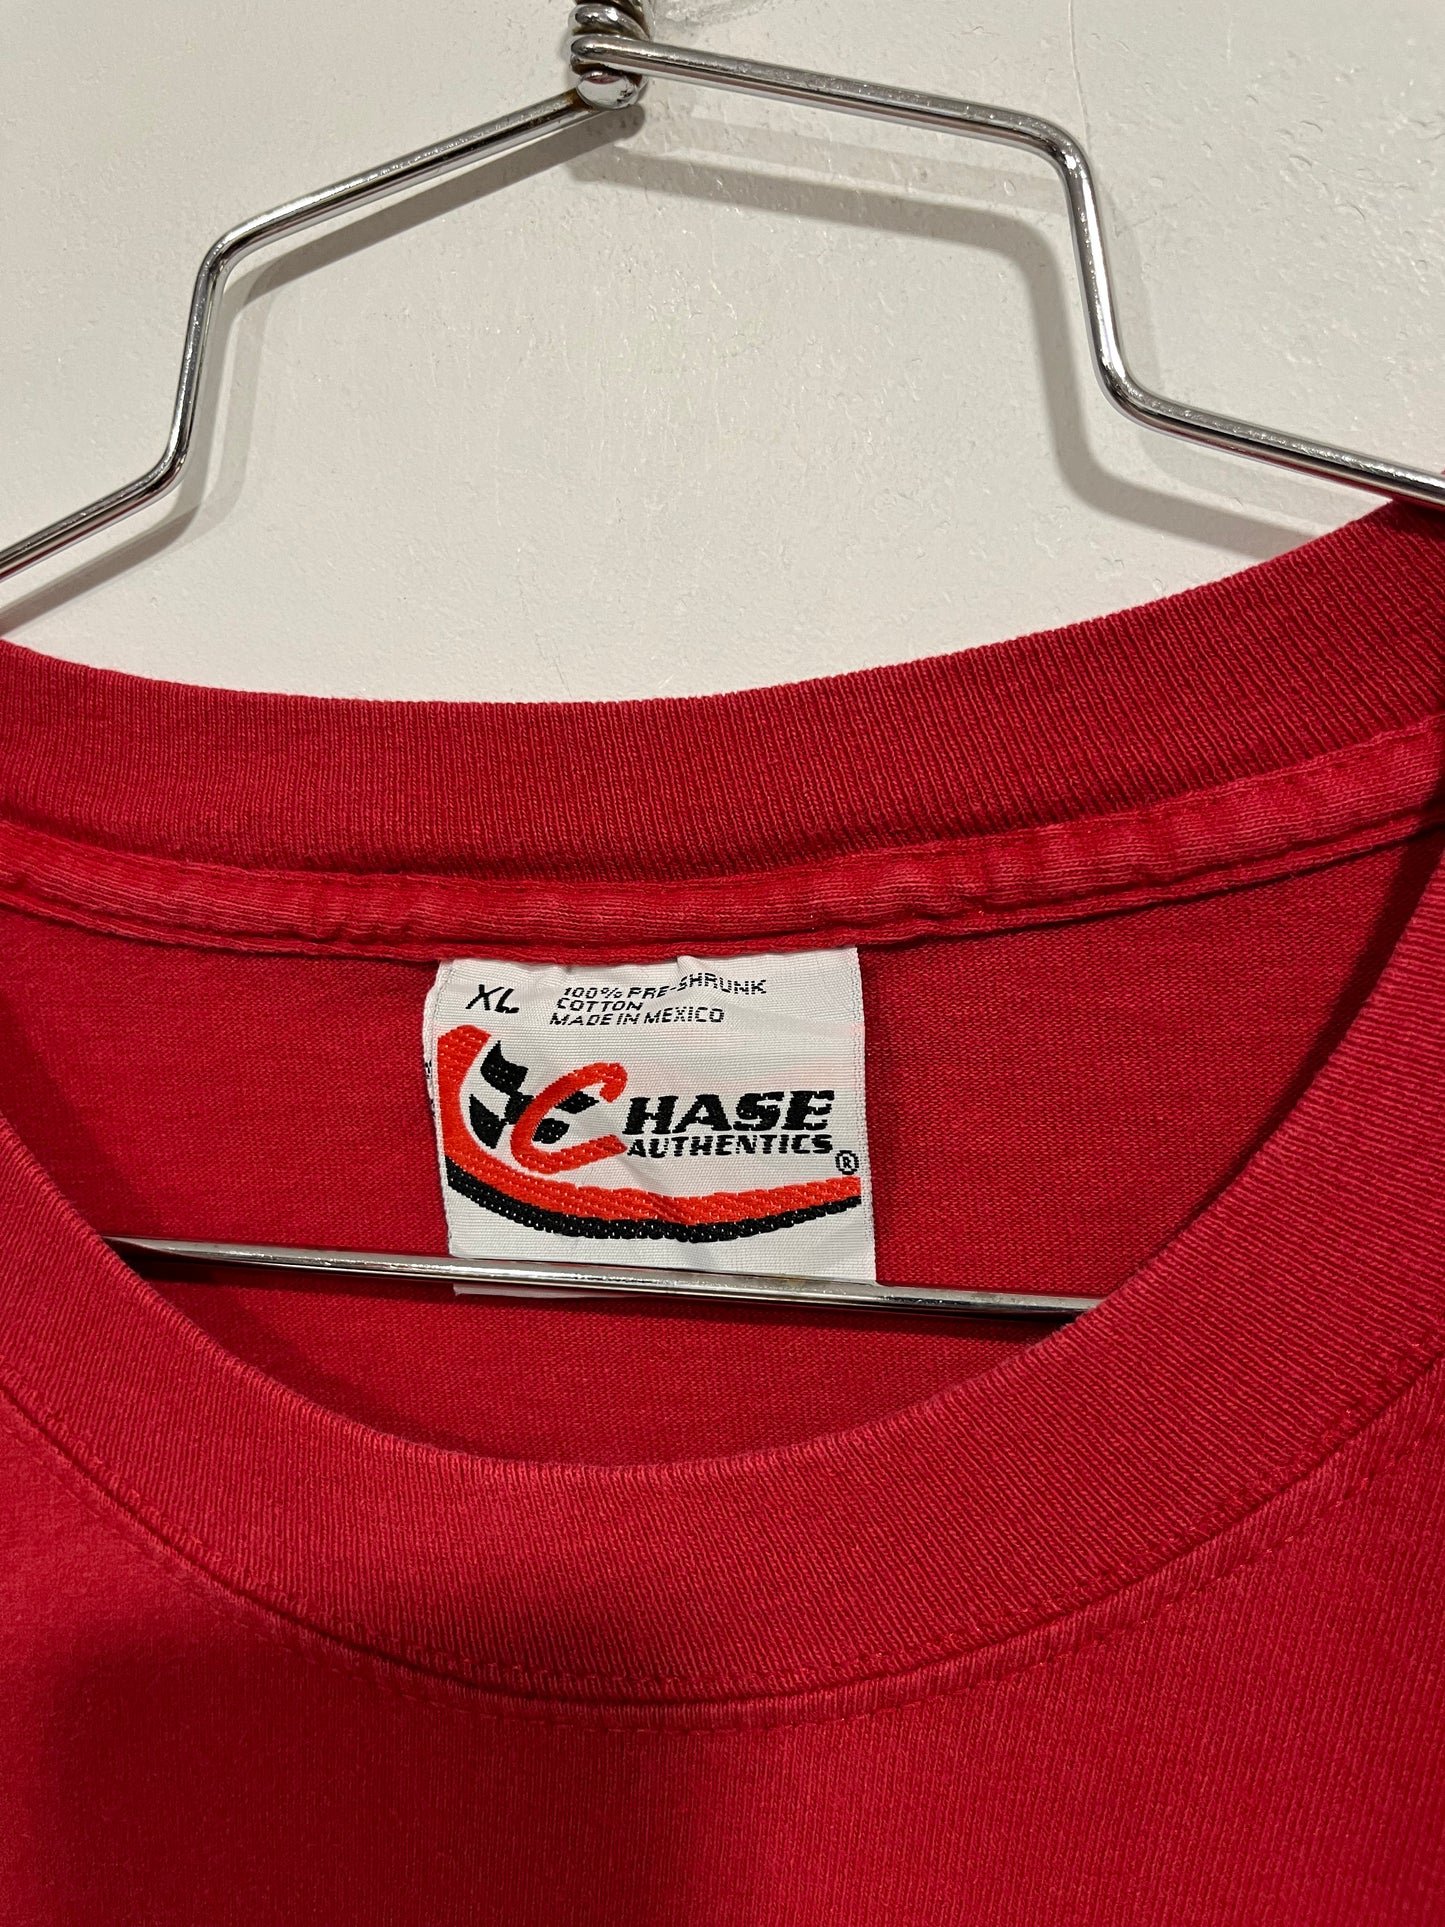 XL
100% PRE-SHRUNK
COTTON
MADE IN MEXICO
CHASE
AUTHENTICS
®